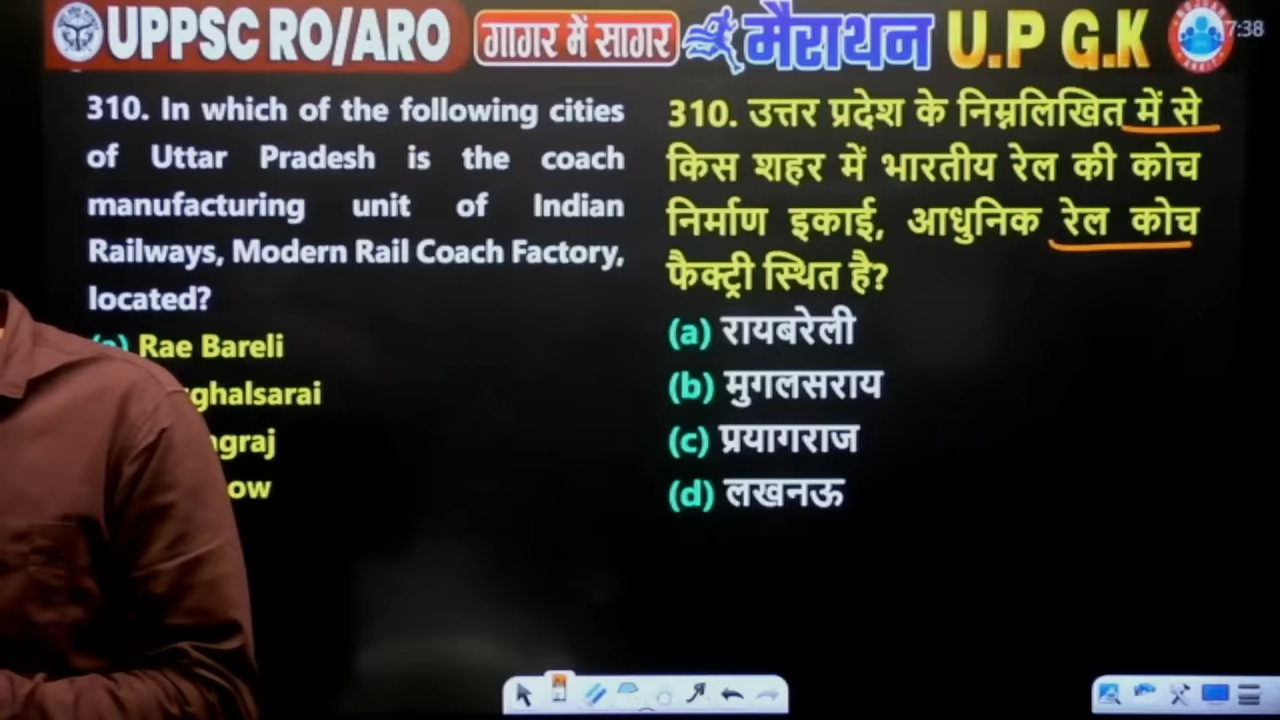 UPPSC RO/ARO गागर में सागर मैराथन U.P G.K
7:38
310. In which of the following cities
of Uttar Pradesh is the coach
manufacturing unit of Indian
Railways, Modern Rail Coach Factory,
located?
(a) Rae Bareli
ghalsarai
graj
ow
310. उत्तर प्रदेश के निम्नलिखित में से
किस शहर में भारतीय रेल की कोच
निर्माण इकाई, आधुनिक रेल कोच
फैक्ट्री स्थित है?
(a) रायबरेली
(b) मुगलसराय
(c) प्रयागराज
(d) लखनऊ